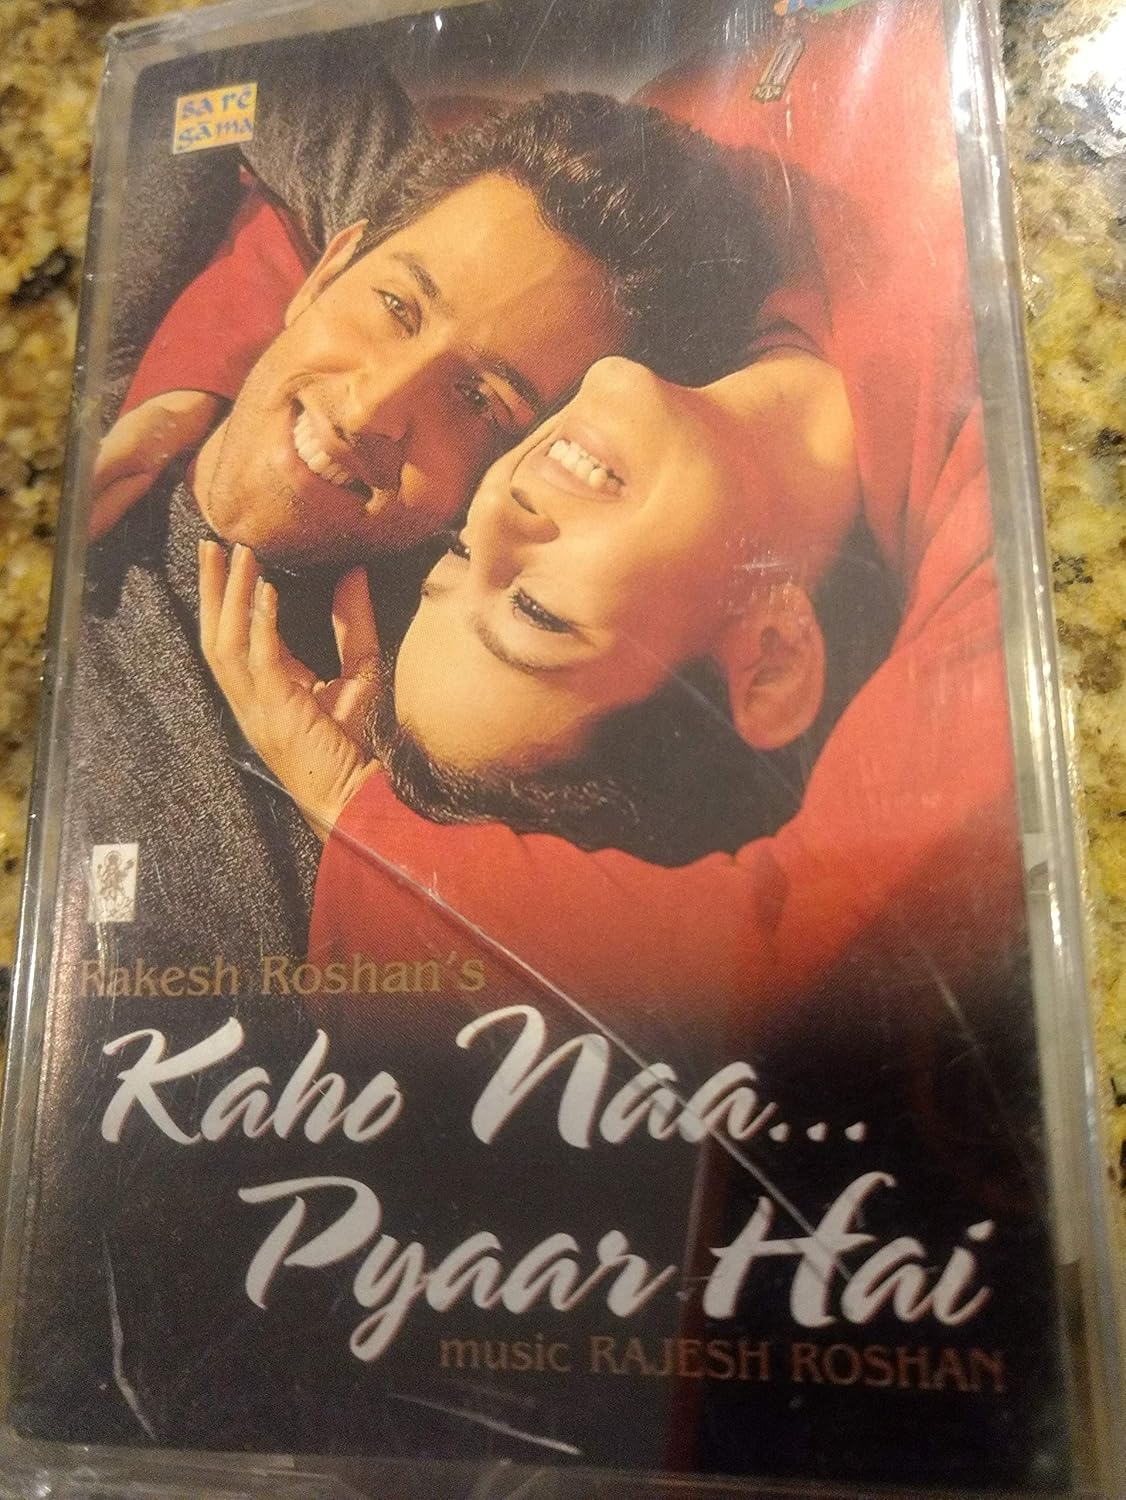 sa re
ga ma
Rakesh Roshan's
Kaho Naa...
Pyaar Hai
music RAJESH ROSHAN